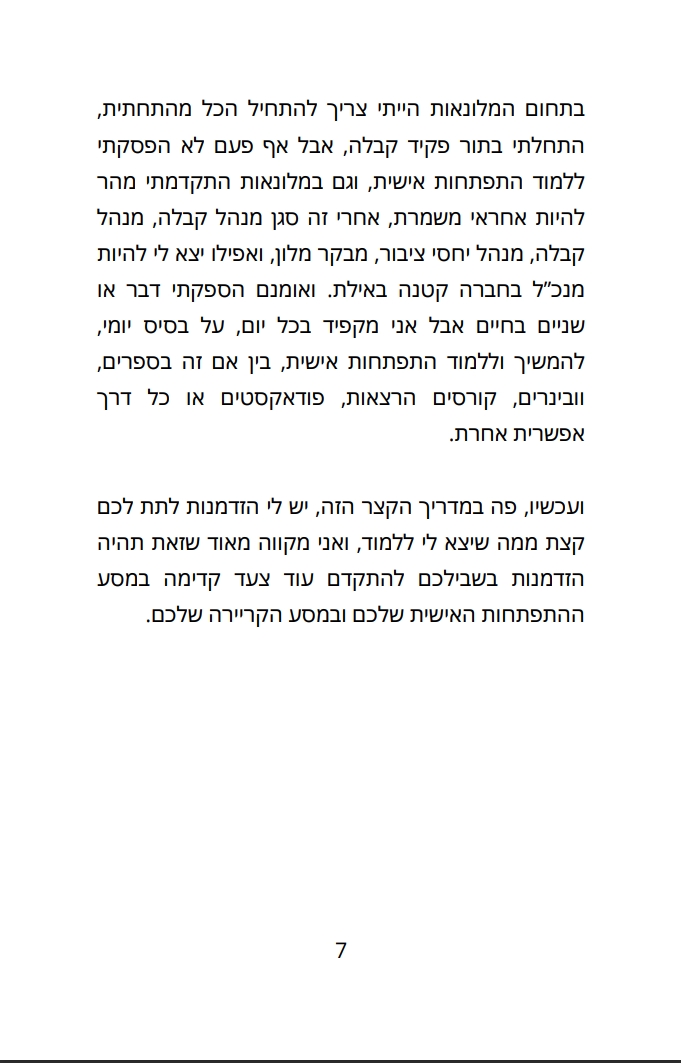 בתחום המלונאות הייתי צריך להתחיל הכל מהתחתית,
התחלתי בתור פקיד קבלה, אבל אף פעם לא הפסקתי
ללמוד התפתחות אישית, וגם במלונאות התקדמתי מהר
להיות אחראי משמרת, אחרי זה סגן מנהל קבלה, מנהל
קבלה, מנהל יחסי ציבור, מבקר מלון, ואפילו יצא לי להיות
מנכ״ל בחברה קטנה באילת. ואומנם הספקתי דבר או
שניים בחיים אבל אני מקפיד בכל יום, על בסיס יומי,
להמשיך וללמוד התפתחות אישית, בין אם זה בספרים,
וובינרים, קורסים הרצאות, פודאקסטים או כל דרך
אפשרית אחרת.
ועכשיו, פה במדריך הקצר הזה, יש לי הזדמנות לתת לכם
קצת ממה שיצא לי ללמוד, ואני מקווה מאוד שזאת תהיה
הזדמנות בשבילכם להתקדם עוד צעד קדימה במסע
ההתפתחות האישית שלכם ובמסע הקריירה שלכם.
7